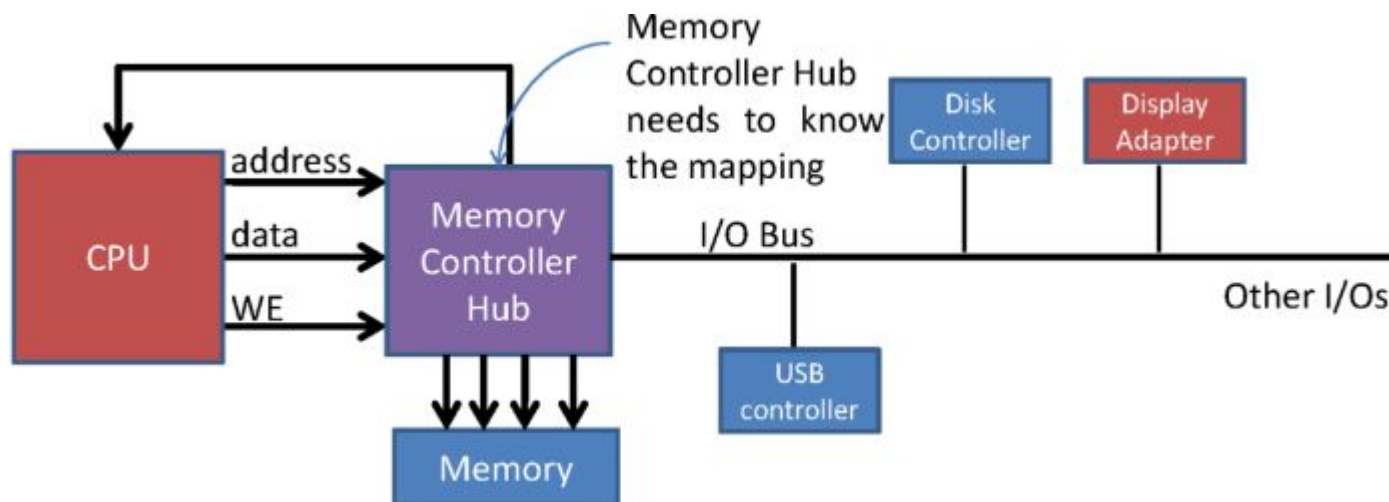 Memory
Controller Hub
needs to know
the mapping
Disk
Controller
Display
Adapter
address
data
WE
CPU
Memory
Controller
Hub
I/O Bus
Other I/Os
USB
controller
Memory